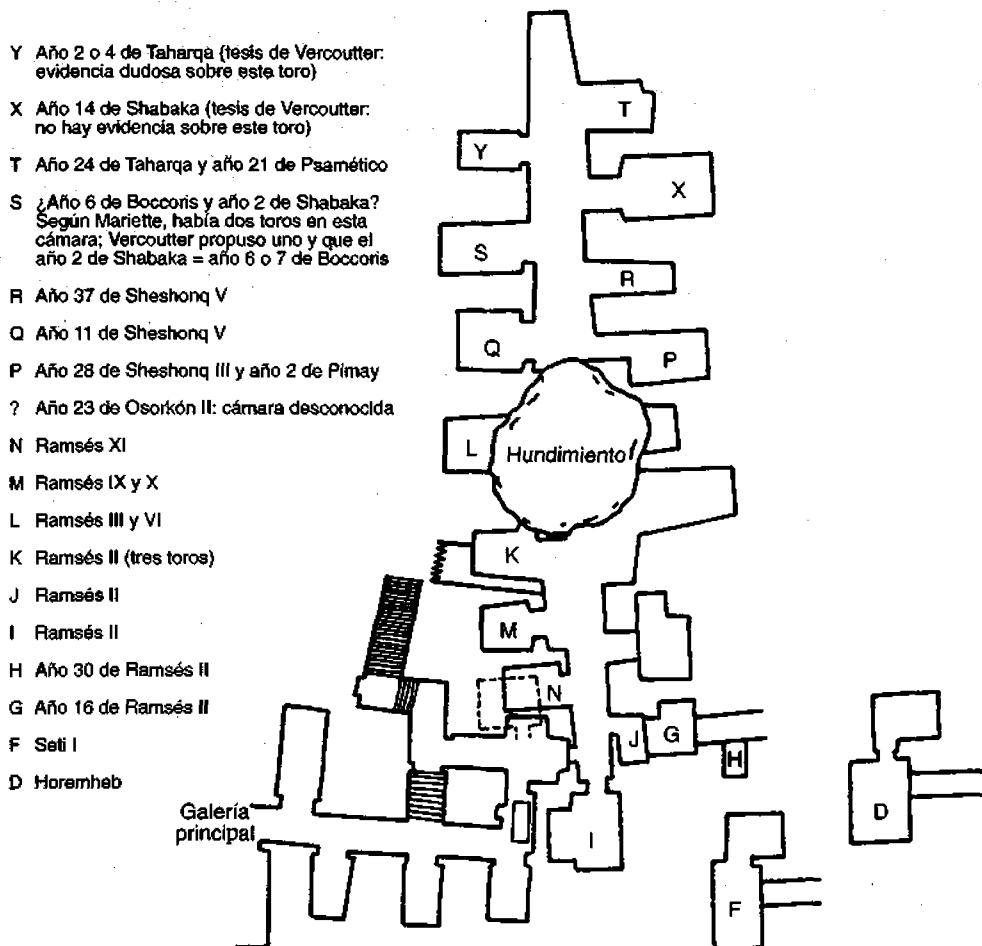 Y Año 2 o 4 de Taharqa (tesis de Vercoutter:
evidencia dudosa sobre este toro)
X Año 14 de Shabaka (tesis de Vercoutter:
no hay evidencia sobre este toro)
T Año 24 de Taharqa y año 21 de Psamético
S ¿Año 6 de Boccoris y año 2 de Shabaka?
Según Mariette, había dos toros en esta
cámara; Vercoutter propuso uno y que el
año 2 de Shabaka = año 6 o 7 de Boccoris
R Año 37 de Sheshonq V
Q Año 11 de Sheshonq V
P Año 28 de Sheshonq III y año 2 de Pimay
? Año 23 de Osorkón II: cámara desconocida
N Ramsés XI
M Ramsés IX y X
L Ramsés III y VI
K Ramsés II (tres toros)
J Ramsés II
I Ramsés II
H Año 30 de Ramsés II
G Año 16 de Ramsés II
F Seti I
D Horemheb
T
Y
X
S
R
Q
P
L
Hundimiento
K
M
N
J
G
H
D
Galería
principal
I
F